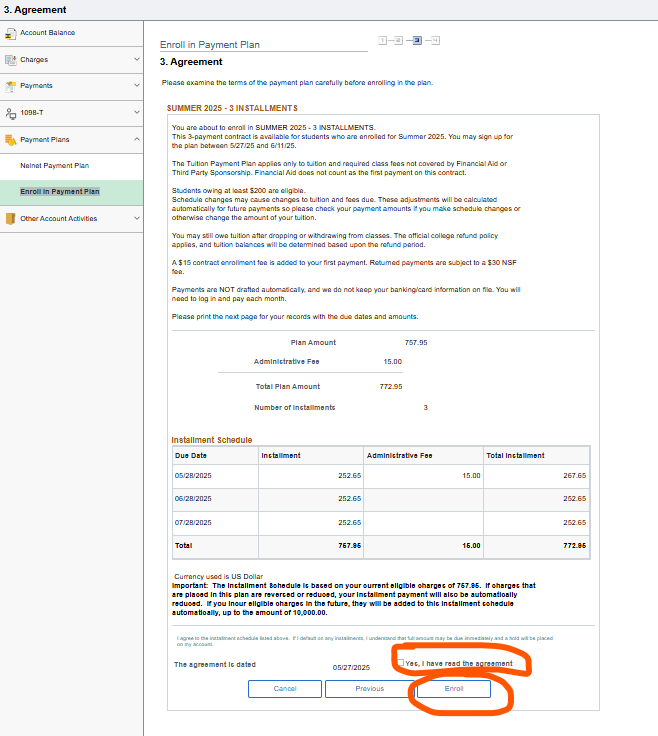 3. Agreement
Account Balance
Charges
Payments
1098-T
Payment Plans
Nelnet Payment Plan
Enroll in Payment Plan
Other Account Activities
Enroll in Payment Plan
1
2
3
4
3. Agreement
Please examine the terms of the payment plan carefully before enrolling in the plan.
SUMMER 2025 - 3 INSTALLMENTS
You are about to enroll in SUMMER 2025 - 3 INSTALLMENTS.
This 3-payment contract is available for students who are enrolled for Summer 2025. You may sign up for
the plan between 5/27/25 and 6/11/25.
The Tuition Payment Plan applies only to tuition and required class fees not covered by Financial Aid or
Third Party Sponsorship. Financial Aid does not count as the first payment on this contract.
Students owing at least $200 are eligible.
Schedule changes may cause changes to tuition and fees due. These adjustments will be calculated
automatically for future payments so please check your payment amounts if you make schedule changes or
otherwise change the amount of your tuition.
You may still owe tuition after dropping or withdrawing from classes. The official college refund policy
applies, and tuition balances will be determined based upon the refund period.
A $15 contract enrollment fee is added to your first payment. Returned payments are subject to a $30 NSF
fee.
Payments are NOT drafted automatically, and we do not keep your banking/card information on file. You will
need to log in and pay each month.
Please print the next page for your records with the due dates and amounts.
Plan Amount 757.95
Administrative Fee 15.00
Total Plan Amount 772.95
Number of Installments 3
Installment Schedule
Due Date Installment Administrative Fee Total Installment
05/28/2025 252.65 15.00 267.65
06/28/2025 252.65 252.65
07/28/2025 252.65 252.65
Total 757.95 15.00 772.95
Currency used is US Dollar
Important: The Installment Schedule is based on your current eligible charges of 757.95. If charges that
are placed in this plan are reversed or reduced, your installment payment will also be automatically
reduced. If you incur eligible charges in the future, they will be added to this installment schedule
automatically, up to the amount of 10,000.00.
I agree to the installment schedule listed above. If I default on any installments, I understand that full amount may be due immediately and a hold will be placed
on my account.
The agreement is dated 05/27/2025 Yes, I have read the agreement
Cancel Previous Enroll